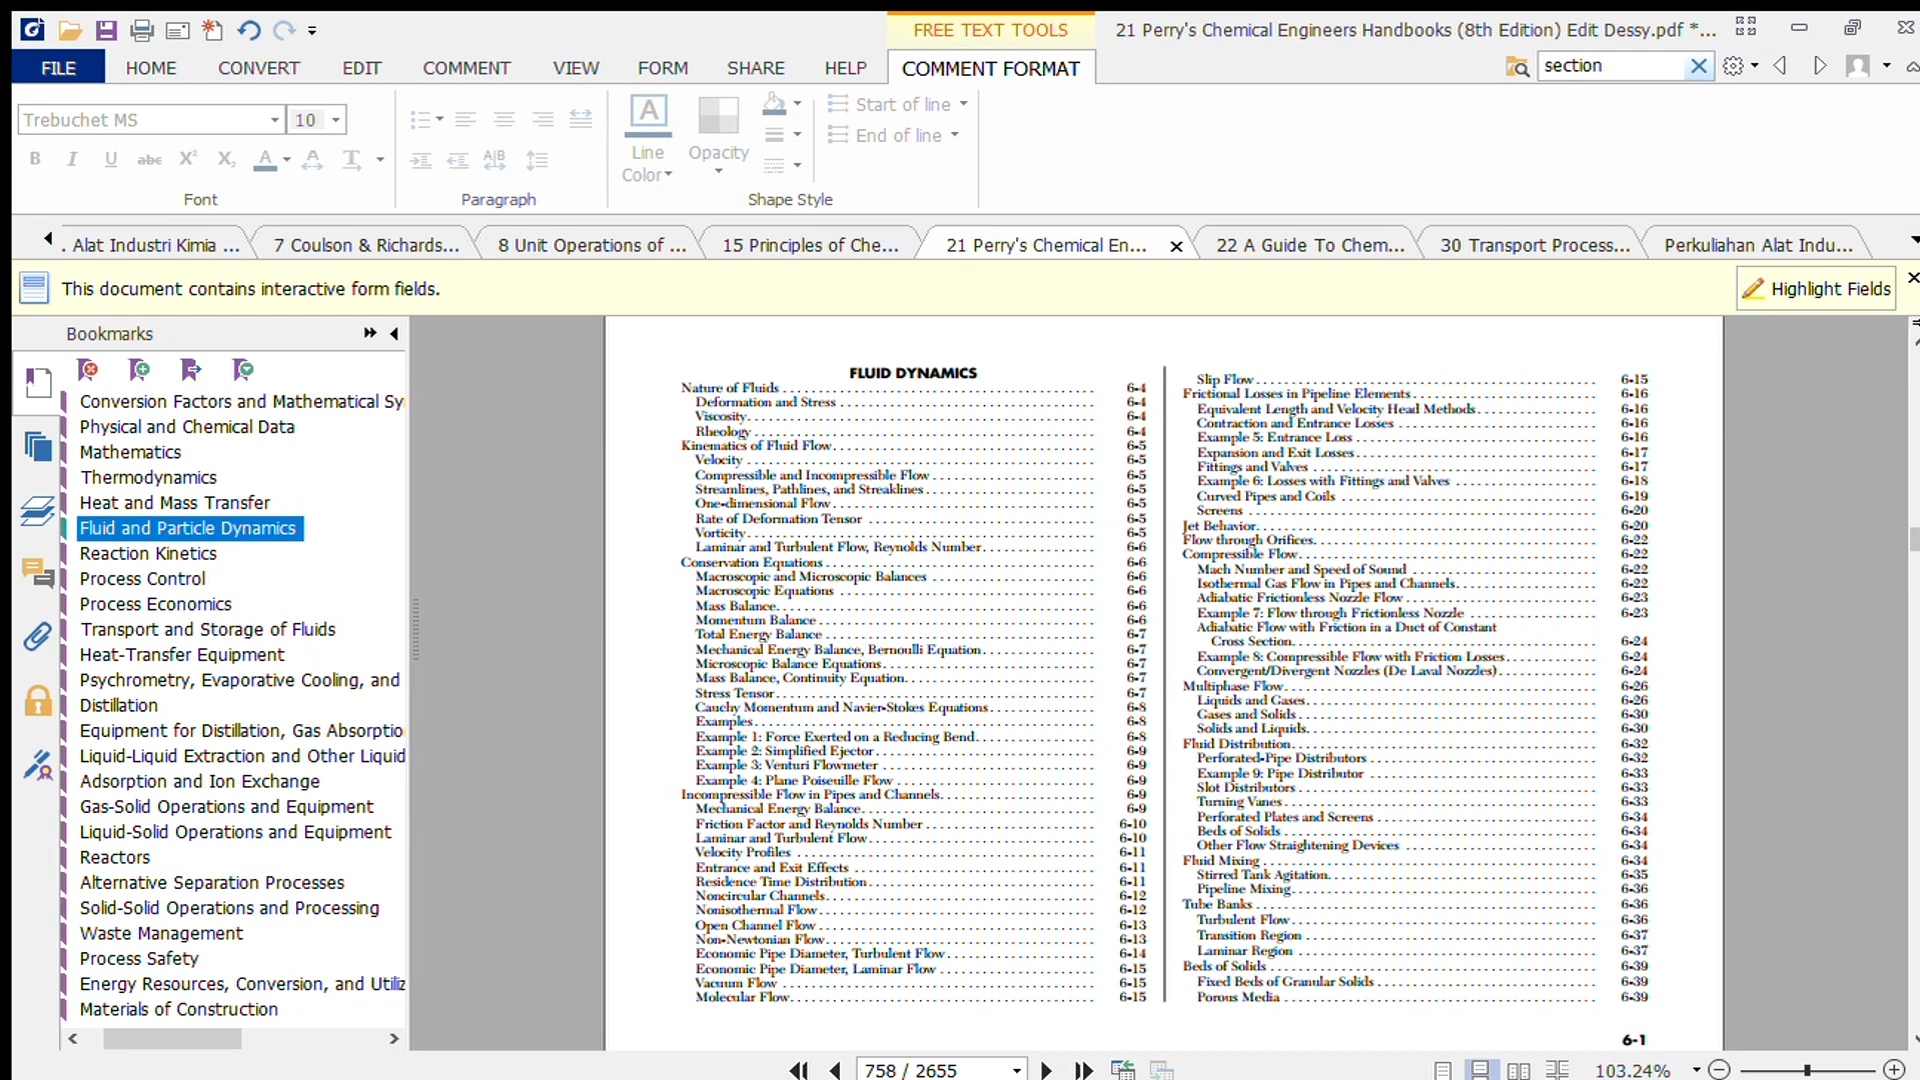 FREE TEXT TOOLS
21 Perry's Chemical Engineers Handbooks (8th Edition) Edit Dessy.pdf *...
FILE HOME CONVERT EDIT COMMENT VIEW FORM SHARE HELP COMMENT FORMAT
section
Trebuchet MS 10
Start of line
End of line
B I U abc X² X₂ A A T
A
A|B
Line
Color
Opacity
Font
Paragraph
Shape Style
. Alat Industri Kimia ...
7 Coulson & Richards...
8 Unit Operations of ...
15 Principles of Che...
21 Perry's Chemical En...
22 A Guide To Chem...
30 Transport Process...
Perkuliahan Alat Indu...
This document contains interactive form fields.
Highlight Fields
Bookmarks
Conversion Factors and Mathematical Sy
Physical and Chemical Data
Mathematics
Thermodynamics
Heat and Mass Transfer
Fluid and Particle Dynamics
Reaction Kinetics
Process Control
Process Economics
Transport and Storage of Fluids
Heat-Transfer Equipment
Psychrometry, Evaporative Cooling, and
Distillation
Equipment for Distillation, Gas Absorptio
Liquid-Liquid Extraction and Other Liquid
Adsorption and Ion Exchange
Gas-Solid Operations and Equipment
Liquid-Solid Operations and Equipment
Reactors
Alternative Separation Processes
Solid-Solid Operations and Processing
Waste Management
Process Safety
Energy Resources, Conversion, and Utiliz
Materials of Construction
FLUID DYNAMICS
Nature of Fluids 6-4
Deformation and Stress 6-4
Viscosity 6-4
Rheology 6-4
Kinematics of Fluid Flow 6-5
Velocity 6-5
Compressible and Incompressible Flow 6-5
Streamlines, Pathlines, and Streaklines 6-5
One-dimensional Flow 6-5
Rate of Deformation Tensor 6-5
Vorticity 6-5
Laminar and Turbulent Flow, Reynolds Number 6-6
Conservation Equations 6-6
Macroscopic and Microscopic Balances 6-6
Macroscopic Equations 6-6
Mass Balance 6-6
Momentum Balance 6-6
Total Energy Balance 6-7
Mechanical Energy Balance, Bernoulli Equation 6-7
Microscopic Balance Equations 6-7
Mass Balance, Continuity Equation 6-7
Stress Tensor 6-7
Cauchy Momentum and Navier-Stokes Equations 6-8
Examples 6-8
Example 1: Force Exerted on a Reducing Bend 6-8
Example 2: Simplified Ejector 6-9
Example 3: Venturi Flowmeter 6-9
Example 4: Plane Poiseuille Flow 6-9
Incompressible Flow in Pipes and Channels 6-9
Mechanical Energy Balance 6-9
Friction Factor and Reynolds Number 6-10
Laminar and Turbulent Flow 6-10
Velocity Profiles 6-11
Entrance and Exit Effects 6-11
Residence Time Distribution 6-11
Noncircular Channels 6-12
Nonisothermal Flow 6-12
Open Channel Flow 6-13
Non-Newtonian Flow 6-13
Economic Pipe Diameter, Turbulent Flow 6-14
Economic Pipe Diameter, Laminar Flow 6-15
Vacuum Flow 6-15
Molecular Flow 6-15
Slip Flow 6-15
Frictional Losses in Pipeline Elements 6-16
Equivalent Length and Velocity Head Methods 6-16
Contraction and Entrance Losses 6-16
Example 5: Entrance Loss 6-16
Expansion and Exit Losses 6-17
Fittings and Valves 6-17
Example 6: Losses with Fittings and Valves 6-18
Curved Pipes and Coils 6-19
Screens 6-20
Jet Behavior 6-20
Flow through Orifices 6-22
Compressible Flow 6-22
Mach Number and Speed of Sound 6-22
Isothermal Gas Flow in Pipes and Channels 6-22
Adiabatic Frictionless Nozzle Flow 6-23
Example 7: Flow through Frictionless Nozzle 6-23
Adiabatic Flow with Friction in a Duct of Constant
Cross Section 6-24
Example 8: Compressible Flow with Friction Losses 6-24
Convergent/Divergent Nozzles (De Laval Nozzles) 6-24
Multiphase Flow 6-26
Liquids and Gases 6-26
Gases and Solids 6-30
Solids and Liquids 6-30
Fluid Distribution 6-32
Perforated-Pipe Distributors 6-32
Example 9: Pipe Distributor 6-33
Slot Distributors 6-33
Turning Vanes 6-33
Perforated Plates and Screens 6-34
Beds of Solids 6-34
Other Flow Straightening Devices 6-34
Fluid Mixing 6-34
Stirred Tank Agitation 6-35
Pipeline Mixing 6-36
Tube Banks 6-36
Turbulent Flow 6-36
Transition Region 6-37
Laminar Region 6-37
Beds of Solids 6-39
Fixed Beds of Granular Solids 6-39
Porous Media 6-39
6-1
758 / 2655
103.24%